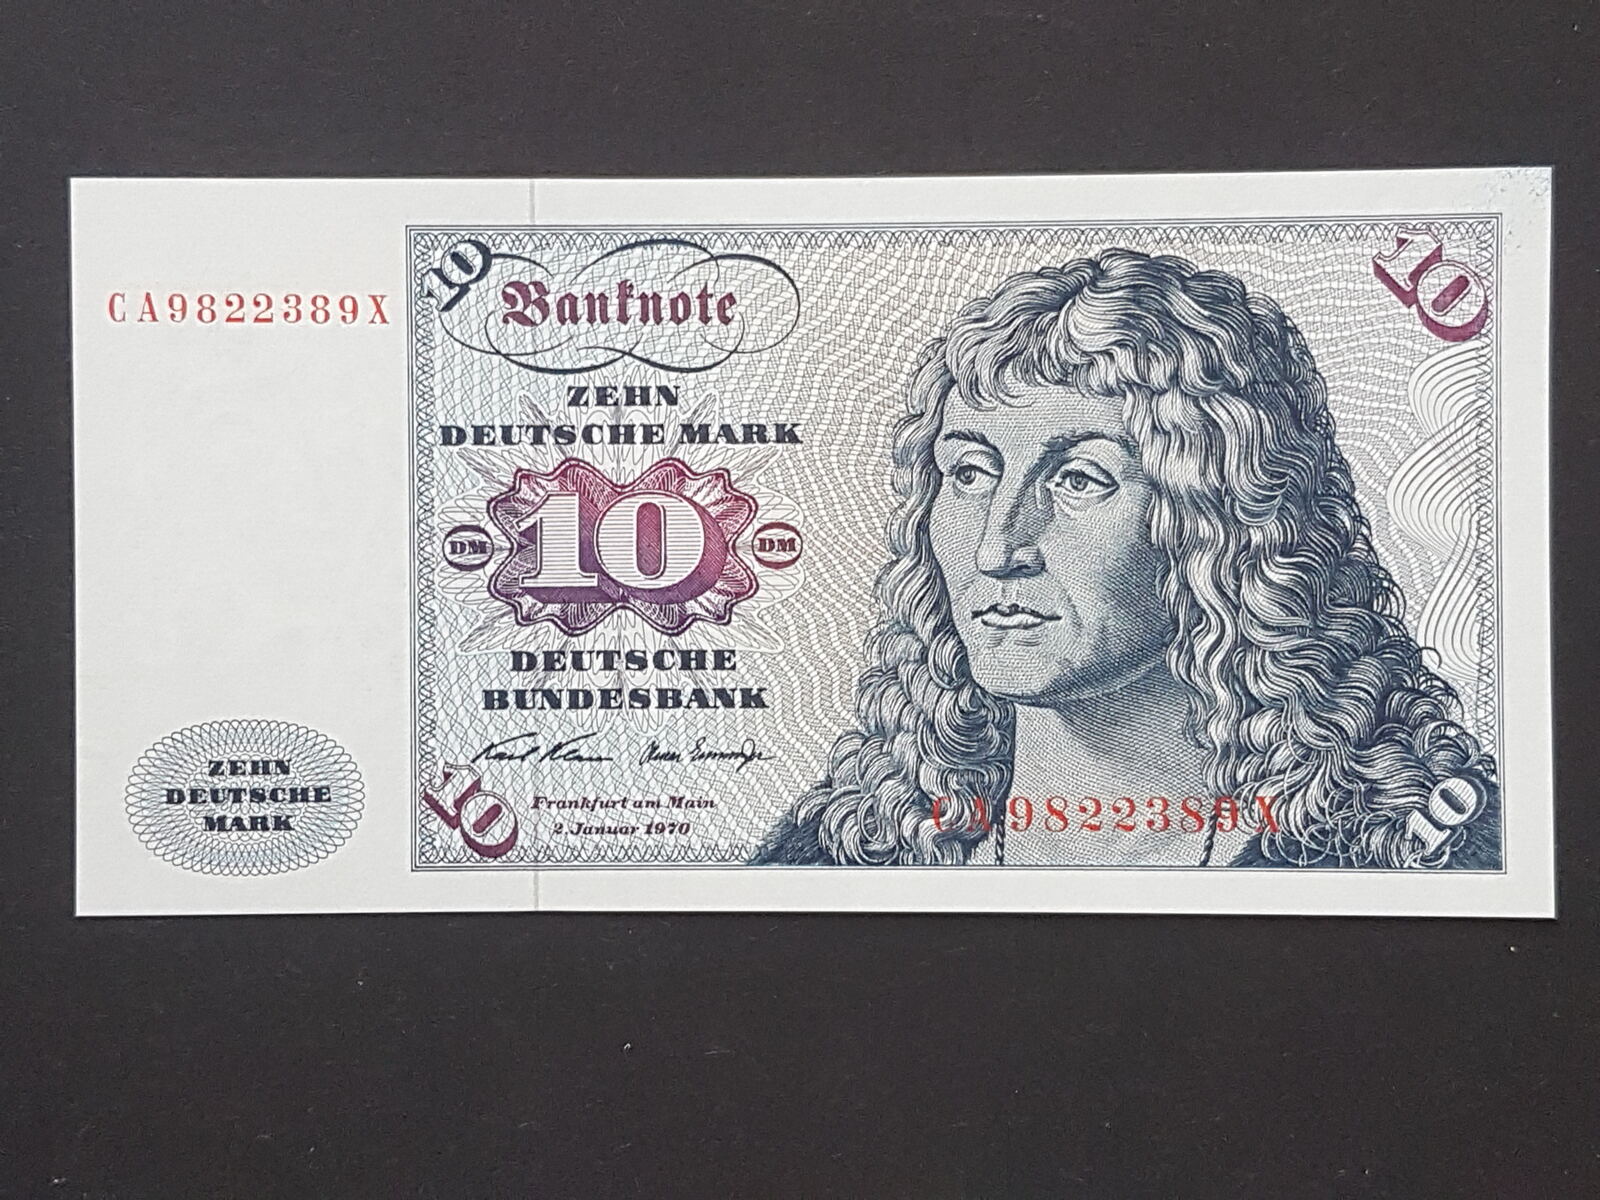 10
Banknote
10
CA9822389X
ZEHN
DEUTSCHE MARK
DM
10
DM
DEUTSCHE
BUNDESBANK
ZEHN
DEUTSCHE
MARK
10
Frankfurt am Main
2. Januar 1970
CA9822389X
10